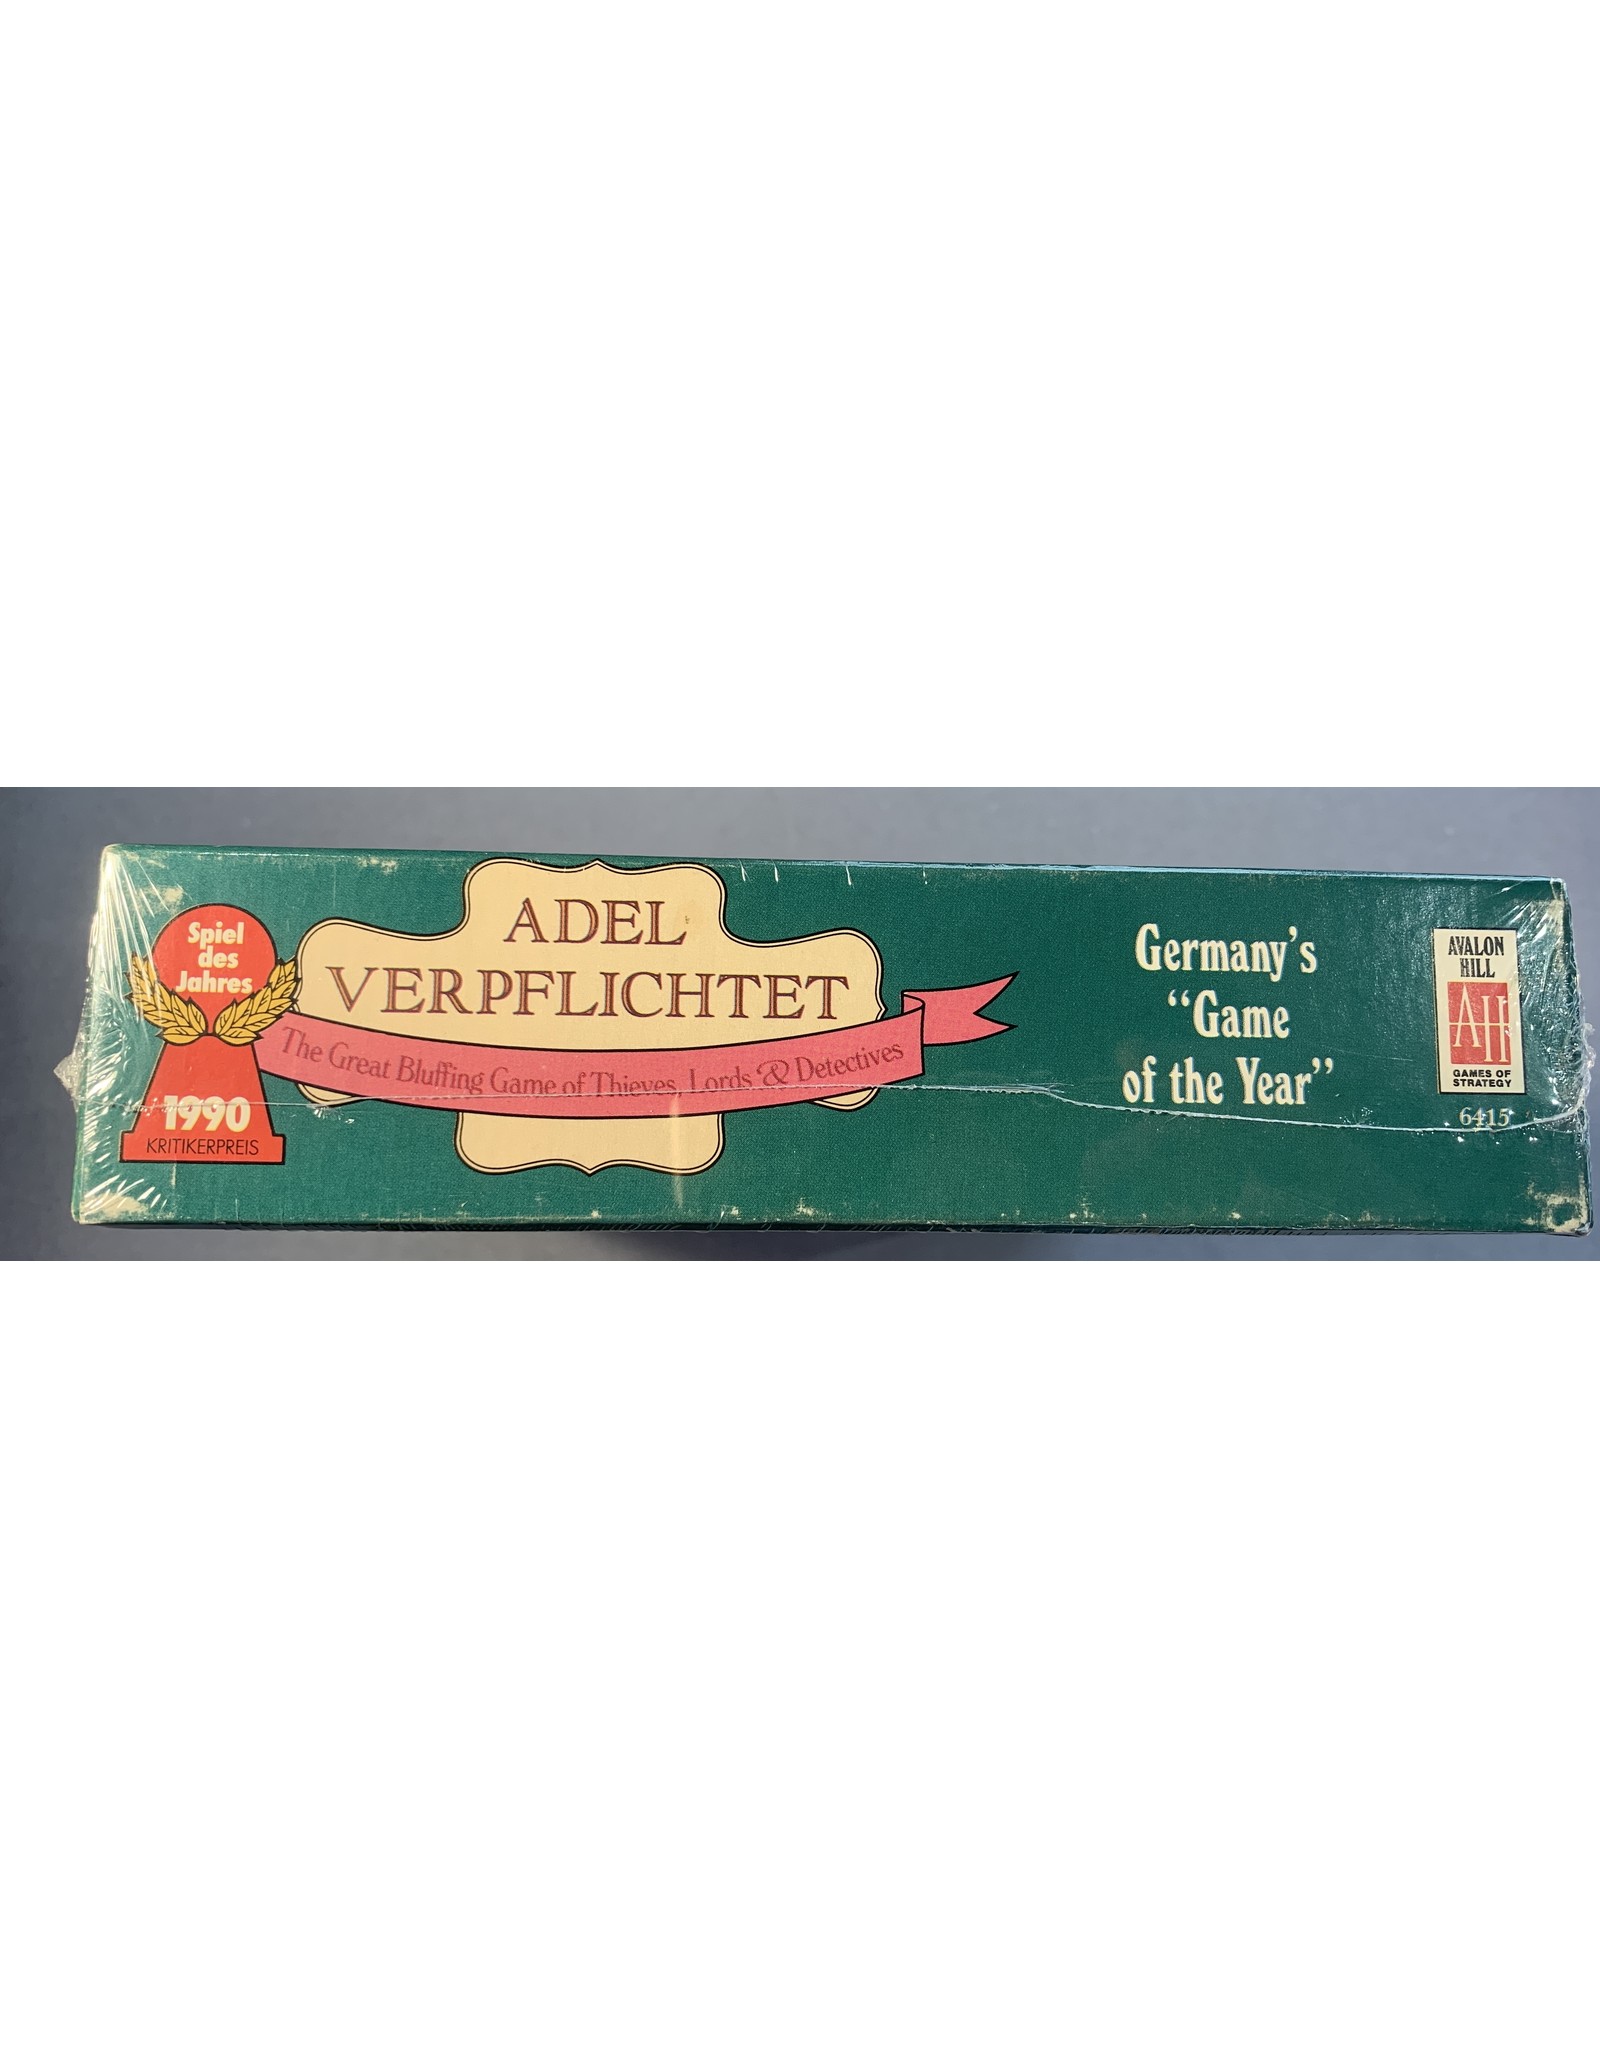 Spiel
des
Jahres
1990
KRITIKERPREIS
ADEL
VERPFLICHTET
The Great Bluffing Game of Thieves, Lords & Detectives
Germany's
“Game
of the Year”
AVALON
HILL
AH
GAMES OF
STRATEGY
6415